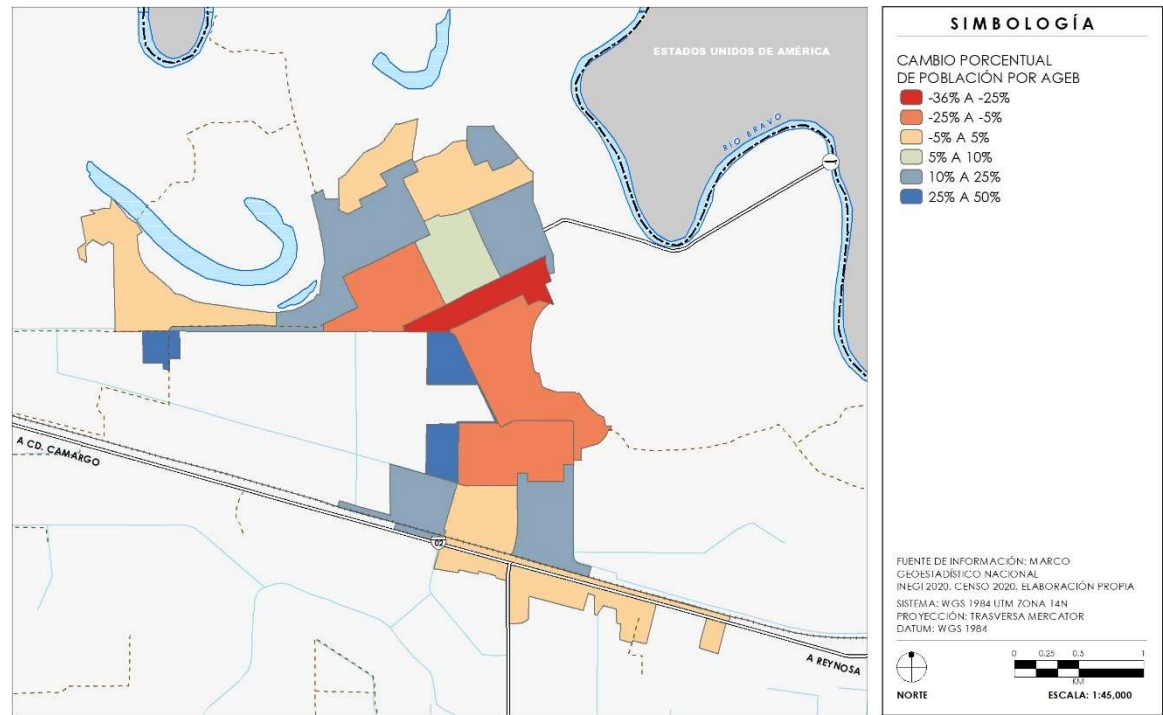 ESTADOS UNIDOS DE AMÉRICA
RÍO BRAVO
1
A CD. CAMARGO
02
A REYNOSA
SIMBOLOGÍA
CAMBIO PORCENTUAL
DE POBLACIÓN POR AGEB
-36% A -25%
-25% A -5%
-5% A 5%
5% A 10%
10% A 25%
25% A 50%
FUENTE DE INFORMACIÓN: MARCO
GEOESTADÍSTICO NACIONAL
INEGI 2020. CENSO 2020. ELABORACIÓN PROPIA
SISTEMA: WGS 1984 UTM ZONA 14N
PROYECCIÓN: TRASVERSA MERCATOR
DATUM: WGS 1984
NORTE
0 0.25 0.5 1
KM
ESCALA: 1:45,000